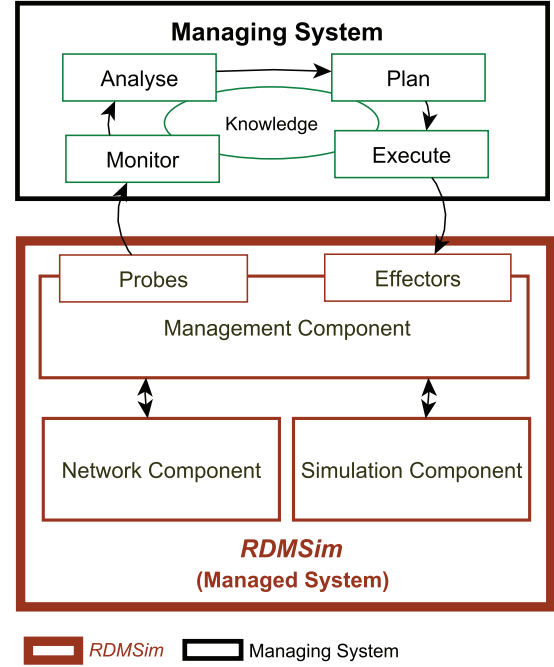 Managing System
Analyse
Plan
Knowledge
Monitor
Execute
Probes
Effectors
Management Component
Network Component
Simulation Component
RDMSim
(Managed System)
RDMSim
Managing System